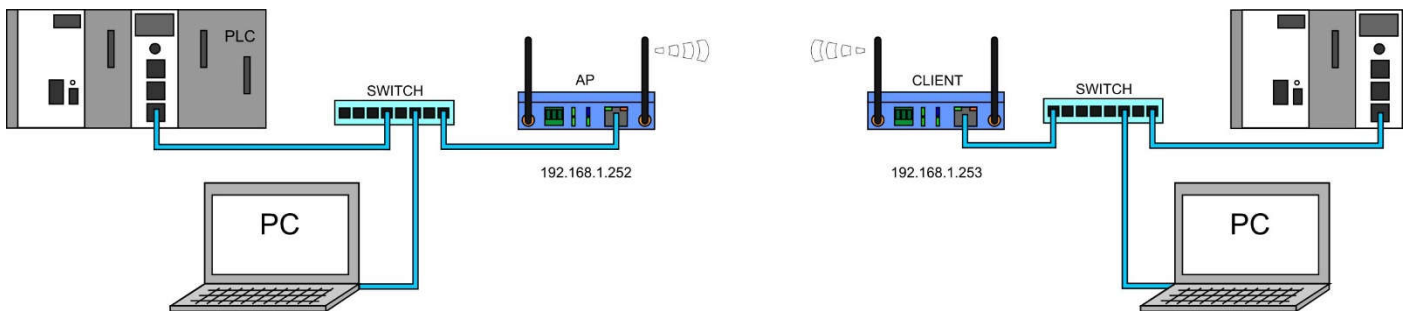 PLC
SWITCH
AP
CLIENT
SWITCH
192.168.1.252
192.168.1.253
PC
PC